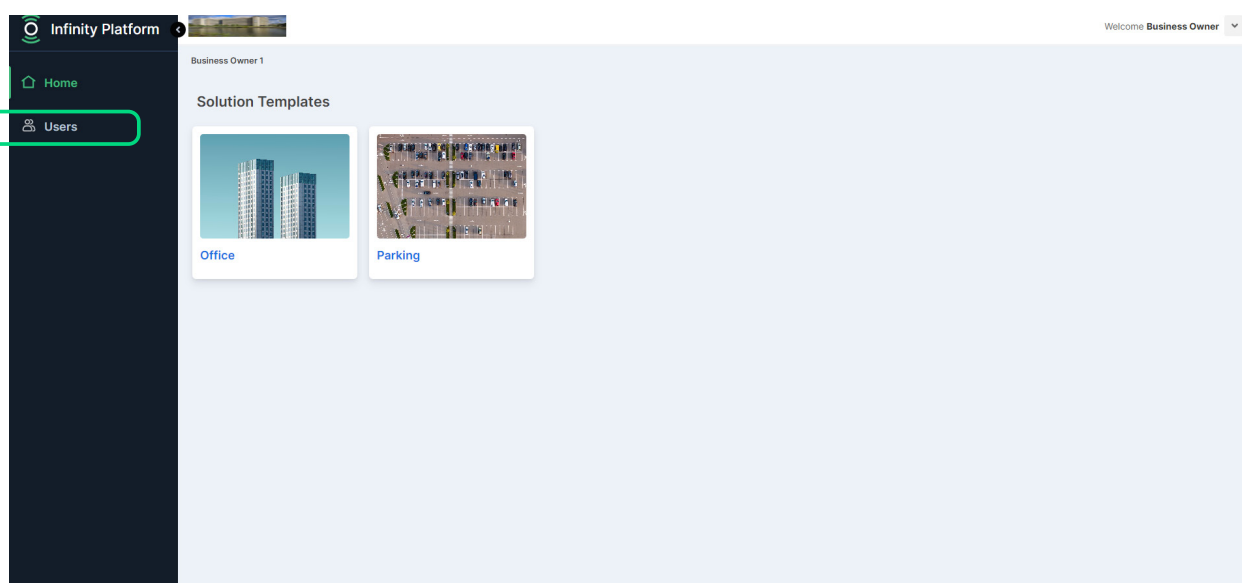 Infinity Platform
Welcome Business Owner
Business Owner 1
Home
Solution Templates
Users
Office
Parking